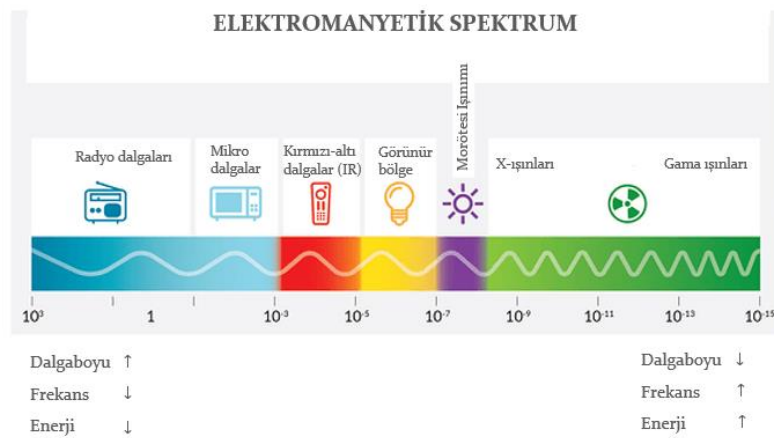 ELEKTROMANYETİK SPEKTRUM
Radyo dalgaları
Mikro
dalgalar
Kırmızı-altı
dalgalar (IR)
Görünür
bölge
Morötesi Işınımı
X-ışınları
Gama ışınları
10³ 1 10⁻³ 10⁻⁵ 10⁻⁷ 10⁻⁹ 10⁻¹¹ 10⁻¹³ 10⁻¹⁵
Dalgaboyu ↑
Frekans ↓
Enerji ↓
Dalgaboyu ↓
Frekans ↑
Enerji ↑